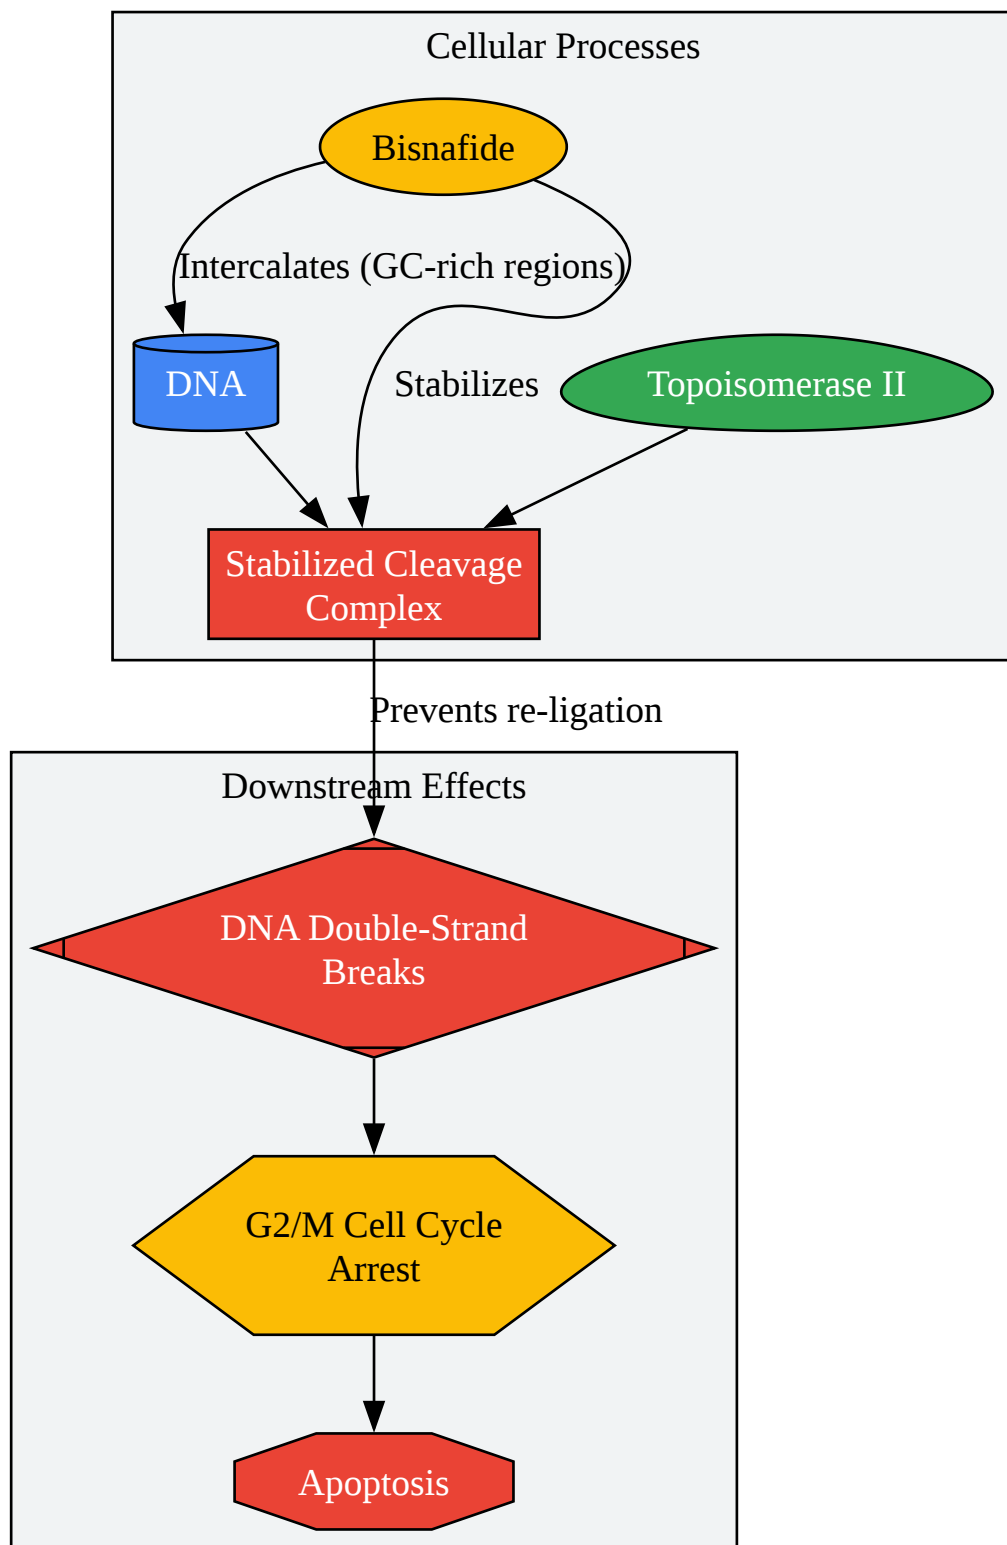 Cellular Processes
Bisnafide
Intercalates (GC-rich regions)
DNA
Stabilizes
Topoisomerase II
Stabilized Cleavage
Complex
Prevents re-ligation
Downstream Effects
DNA Double-Strand
Breaks
G2/M Cell Cycle
Arrest
Apoptosis